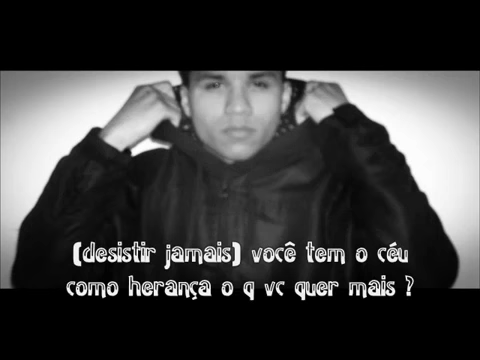 (desistir jamais) você tem o céu
como herança o q vc quer mais ?